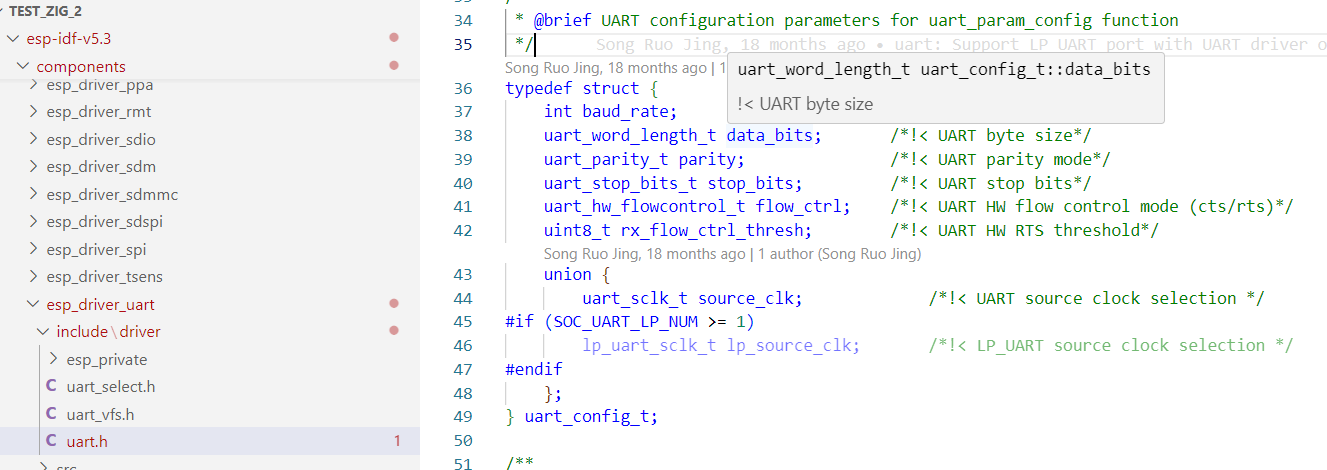 TEST_ZIG_2
esp-idf-v5.3
components
esp_driver_ppa
esp_driver_rmt
esp_driver_sdio
esp_driver_sdm
esp_driver_sdmmc
esp_driver_sdspi
esp_driver_spi
esp_driver_tsens
esp_driver_uart
include\driver
esp_private
C uart_select.h
C uart_vfs.h
C uart.h 1
src
34 * @brief UART configuration parameters for uart_param_config function
35 */ Song Ruo Jing, 18 months ago • uart: Support LP UART port with UART driver o
Song Ruo Jing, 18 months ago | 1
uart_word_length_t uart_config_t::data_bits
!< UART byte size
36 typedef struct {
37 int baud_rate;
38 uart_word_length_t data_bits; /*!< UART byte size*/
39 uart_parity_t parity; /*!< UART parity mode*/
40 uart_stop_bits_t stop_bits; /*!< UART stop bits*/
41 uart_hw_flowcontrol_t flow_ctrl; /*!< UART HW flow control mode (cts/rts)*/
42 uint8_t rx_flow_ctrl_thresh; /*!< UART HW RTS threshold*/
Song Ruo Jing, 18 months ago | 1 author (Song Ruo Jing)
43 union {
44 uart_sclk_t source_clk; /*!< UART source clock selection */
45 #if (SOC_UART_LP_NUM >= 1)
46 lp_uart_sclk_t lp_source_clk; /*!< LP_UART source clock selection */
47 #endif
48 };
49 } uart_config_t;
50
51 /**